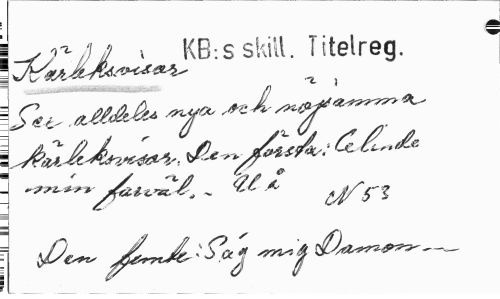 KB:s skill. Titelreg.
Kärleksvisor
Sex alldeles nya och nöjsamma
kärleksvisor. Den första: Celinde
min farväl. - U å
N 53
Den femte: Säg mig Damon -